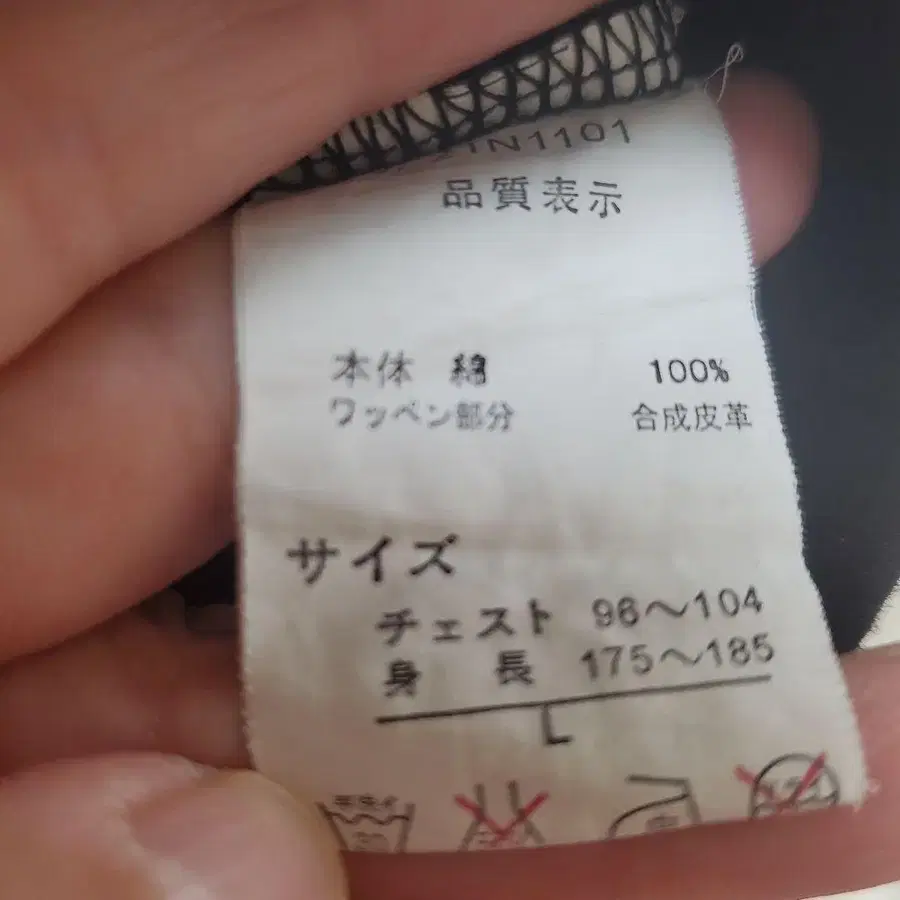 1N1101
品質表示
本体 綿 100%
ワッペン部分 合成皮革
サイズ
チェスト 96〜104
身 長 175〜185
L